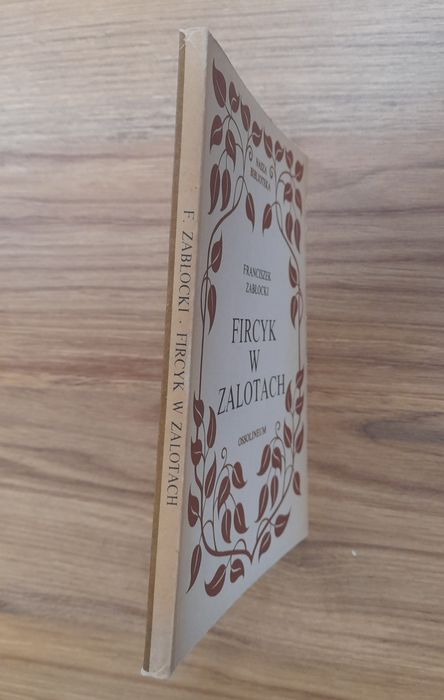 F. ZABŁOCKI · FIRCYK W ZALOTACH
NASZA
BIBLIOTEKA
FRANCISZEK
ZABŁOCKI
FIRCYK
W
ZALOTACH
OSSOLINEUM